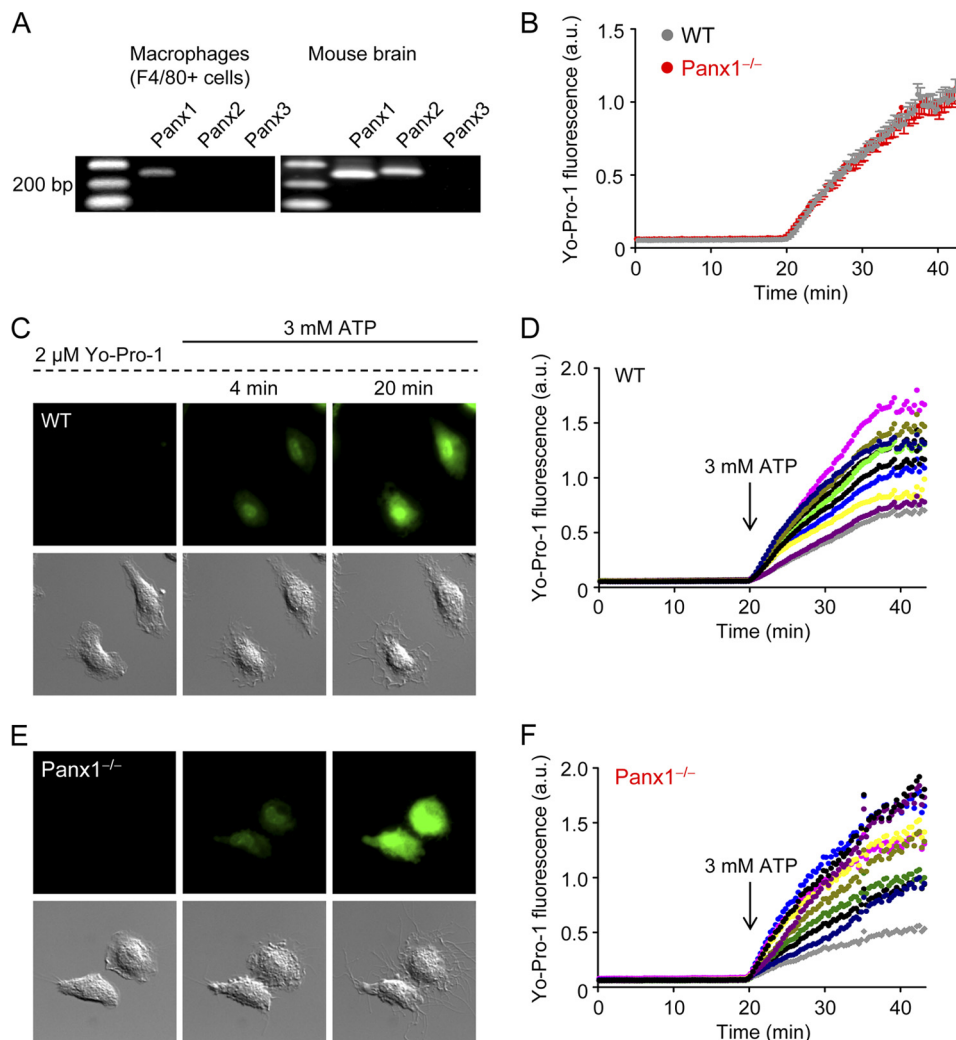 A
Macrophages
(F4/80+ cells)
Mouse brain
Panx1
Panx2
Panx3
Panx1
Panx2
Panx3
200 bp
B
WT
Panx1–/–
Yo-Pro-1 fluorescence (a.u.)
1.5
1.0
0.5
0
0
10
20
30
40
Time (min)
C
3 mM ATP
2 µM Yo-Pro-1
4 min
20 min
WT
D
WT
Yo-Pro-1 fluorescence (a.u.)
2.0
1.5
1.0
0.5
0
3 mM ATP
0
10
20
30
40
Time (min)
E
Panx1–/–
F
Panx1–/–
Yo-Pro-1 fluorescence (a.u.)
2.0
1.5
1.0
0.5
0
3 mM ATP
0
10
20
30
40
Time (min)